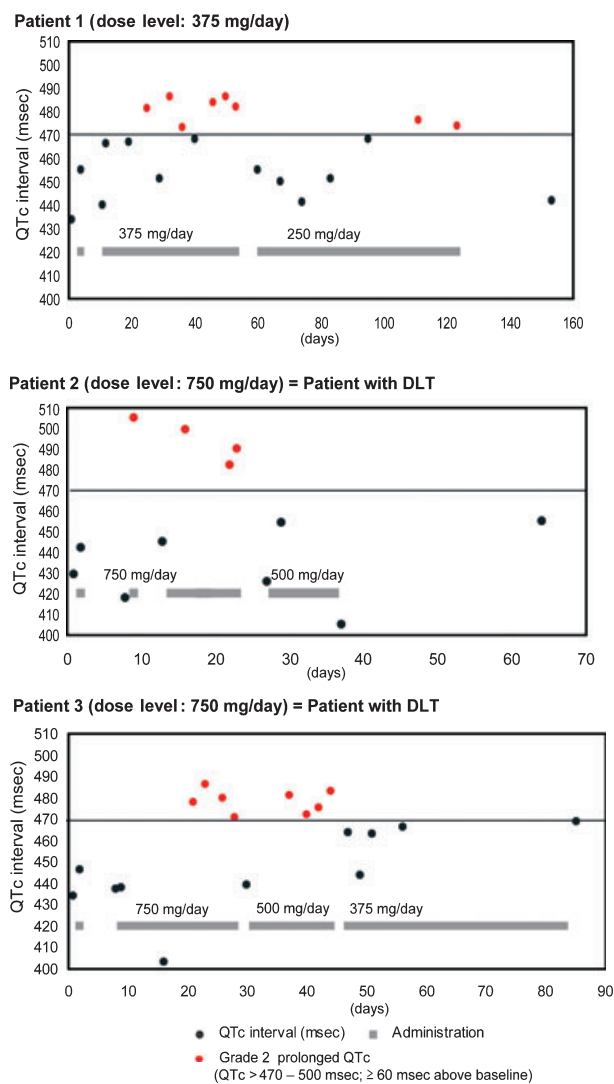 Patient 1 (dose level: 375 mg/day)
510
500
490
480
470
460
450
440
430
420
410
400
QTc interval (msec)
375 mg/day
250 mg/day
0 20 40 60 80 100 120 140 160
(days)
Patient 2 (dose level: 750 mg/day) = Patient with DLT
510
500
490
480
470
460
450
440
430
420
410
400
QTc interval (msec)
750 mg/day
500 mg/day
0 10 20 30 40 50 60 70
(days)
Patient 3 (dose level: 750 mg/day) = Patient with DLT
510
500
490
480
470
460
450
440
430
420
410
400
QTc interval (msec)
750 mg/day
500 mg/day
375 mg/day
0 10 20 30 40 50 60 70 80 90
(days)
QTc interval (msec) Administration
Grade 2 prolonged QTc
(QTc > 470 – 500 msec; ≥ 60 msec above baseline)